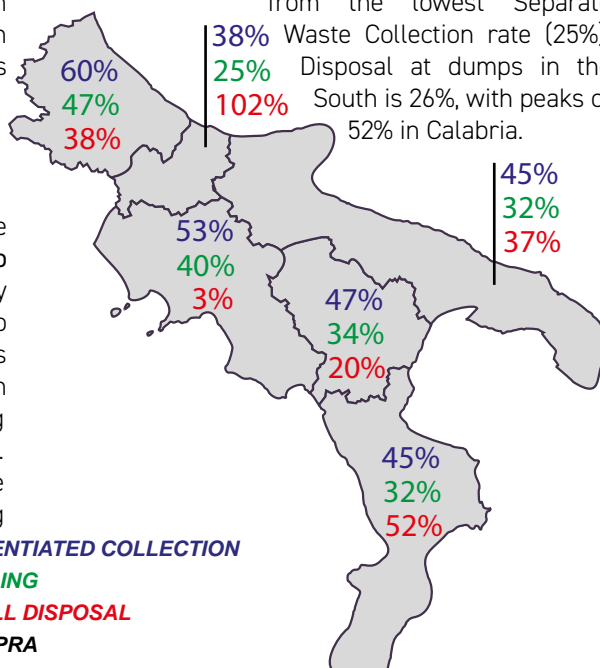 from the lowest Separat
Waste Collection rate (25%)
Disposal at dumps in th
South is 26%, with peaks o
52% in Calabria.
38%
25%
102%
60%
47%
38%
45%
32%
37%
53%
40%
3%
47%
34%
20%
45%
32%
52%
ENTIATED COLLECTION
ING
LL DISPOSAL
PRA